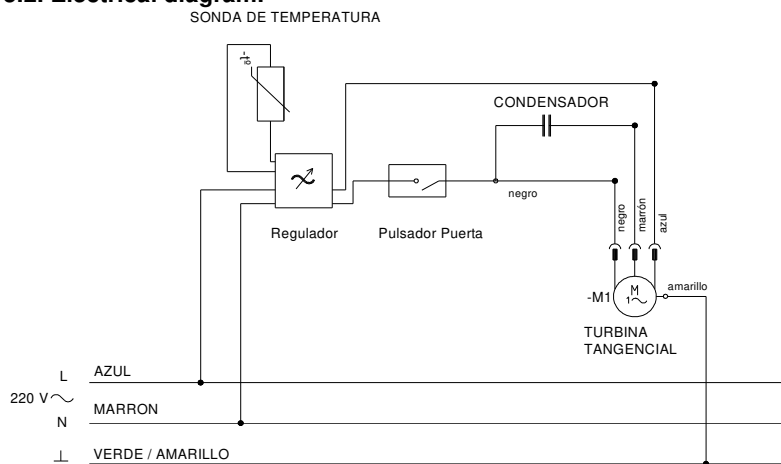 SONDA DE TEMPERATURA
-tº
CONDENSADOR
negro
negro
marrón
azul
Regulador
Pulsador Puerta
-M1
M
1~
amarillo
TURBINA
TANGENCIAL
L
AZUL
220 V
N
MARRON
VERDE / AMARILLO